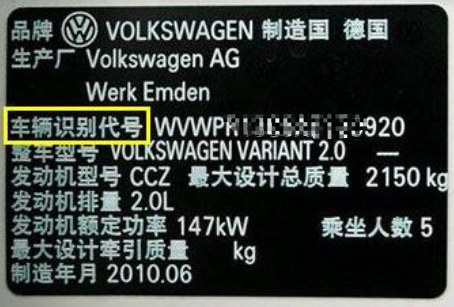 品牌 VOLKSWAGEN 制造国 德国
生产厂 Volkswagen AG
Werk Emden
车辆识别代号
整车型号 VOLKSWAGEN VARIANT 2.0 —
发动机型号 CCZ 最大设计总质量 2150 kg
发动机排量 2.0L
发动机额定功率 147kW 乘坐人数 5
最大设计牵引质量 kg
制造年月 2010.06